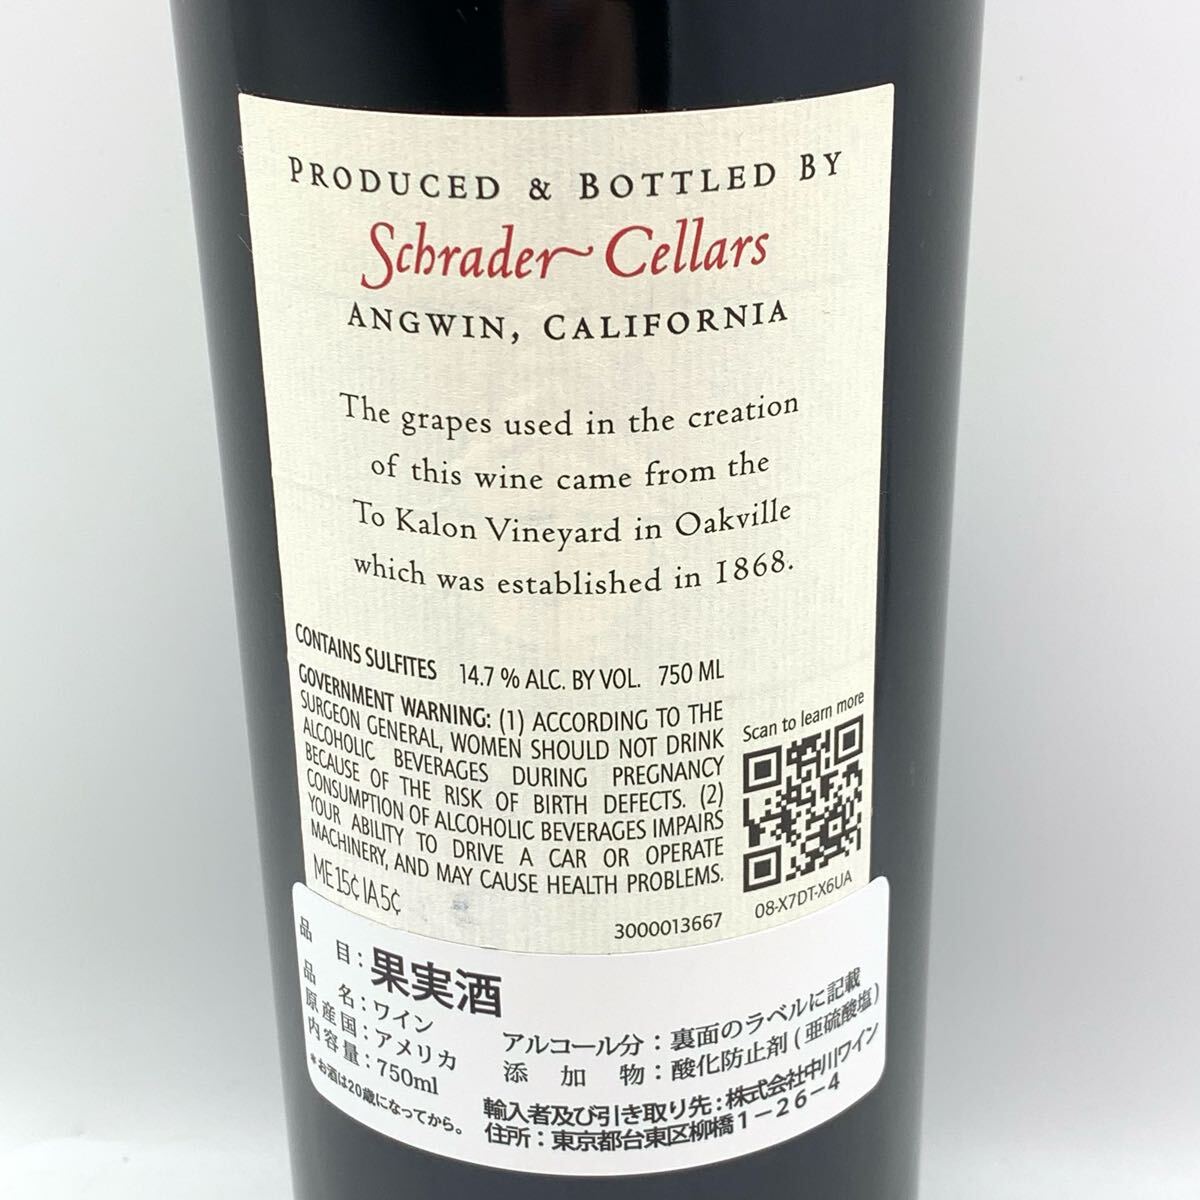 PRODUCED & BOTTLED BY
Schrader Cellars
ANGWIN, CALIFORNIA
The grapes used in the creation
of this wine came from the
To Kalon Vineyard in Oakville
which was established in 1868.
CONTAINS SULFITES 14.7 % ALC. BY VOL. 750 ML
GOVERNMENT WARNING: (1) ACCORDING TO THE
SURGEON GENERAL, WOMEN SHOULD NOT DRINK
ALCOHOLIC BEVERAGES DURING PREGNANCY
BECAUSE OF THE RISK OF BIRTH DEFECTS. (2)
CONSUMPTION OF ALCOHOLIC BEVERAGES IMPAIRS
YOUR ABILITY TO DRIVE A CAR OR OPERATE
MACHINERY, AND MAY CAUSE HEALTH PROBLEMS.
ME 15¢ IA 5¢
3000013667
Scan to learn more
08-X7DT-X6UA
品 目:果実酒
品 名:ワイン
原産国:アメリカ
内容量:750ml
*お酒は20歳になってから。
アルコール分:裏面のラベルに記載
添 加 物:酸化防止剤(亜硫酸塩)
輸入者及び引き取り先:株式会社中川ワイン
住所:東京都台東区柳橋1-26-4